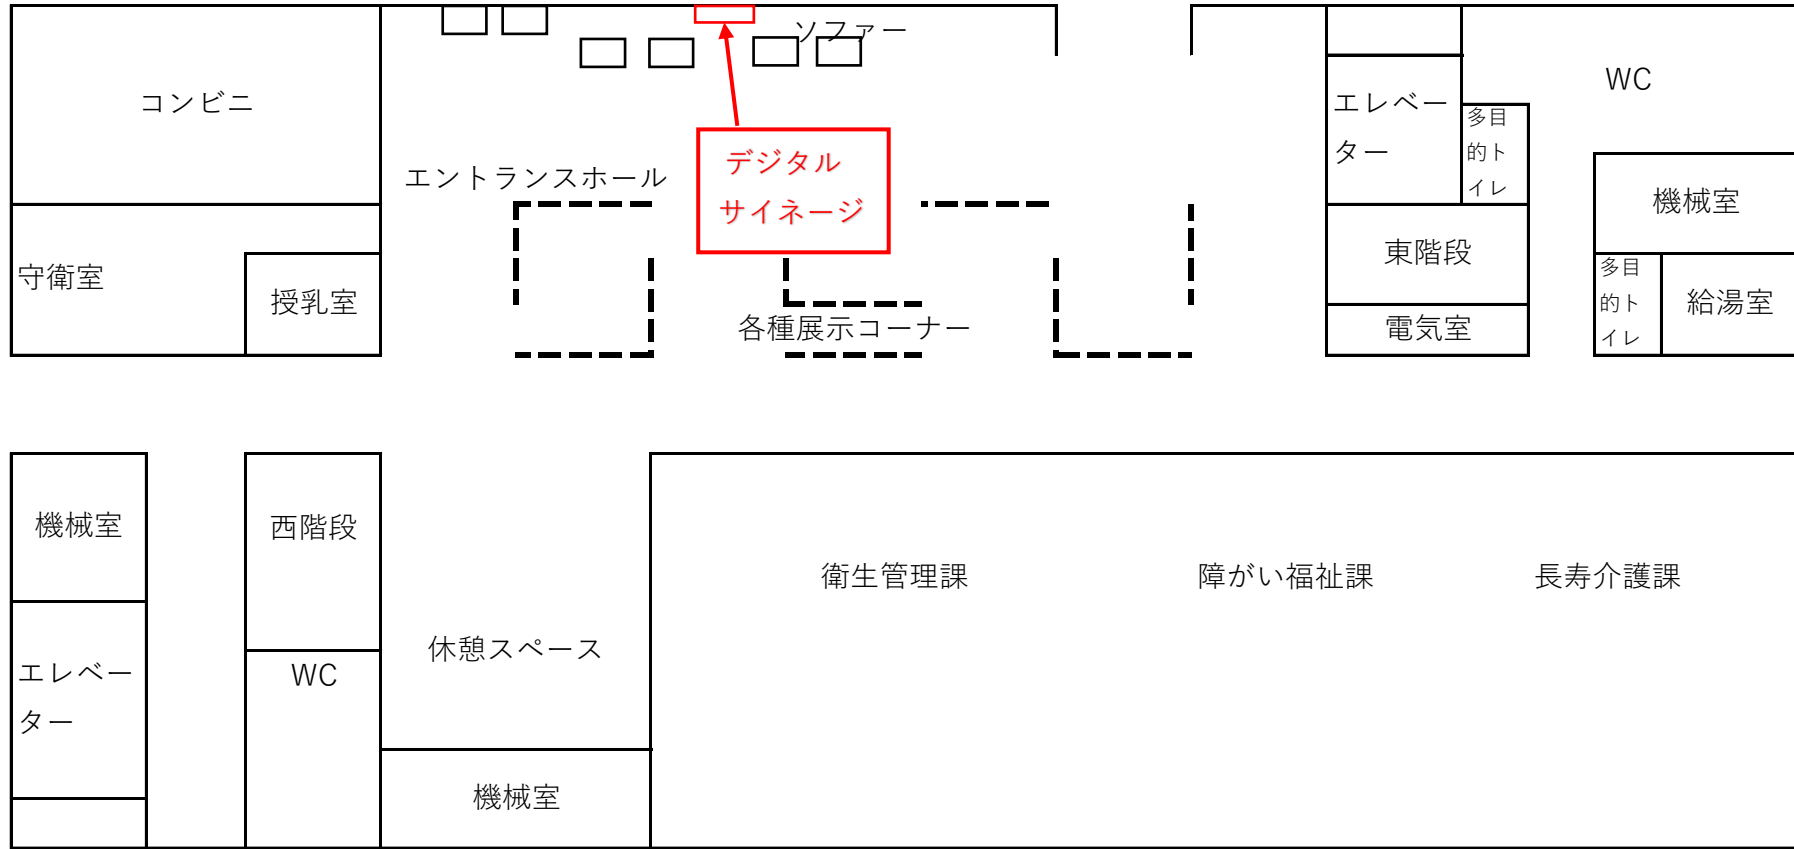 ソファー
コンビニ
WC
エレベー
ター
多目
的ト
イレ
デジタル
サイネージ
エントランスホール
機械室
守衛室
授乳室
東階段
多目
的ト
イレ
給湯室
各種展示コーナー
電気室
機械室
西階段
衛生管理課
障がい福祉課
長寿介護課
休憩スペース
エレベー
ター
WC
機械室